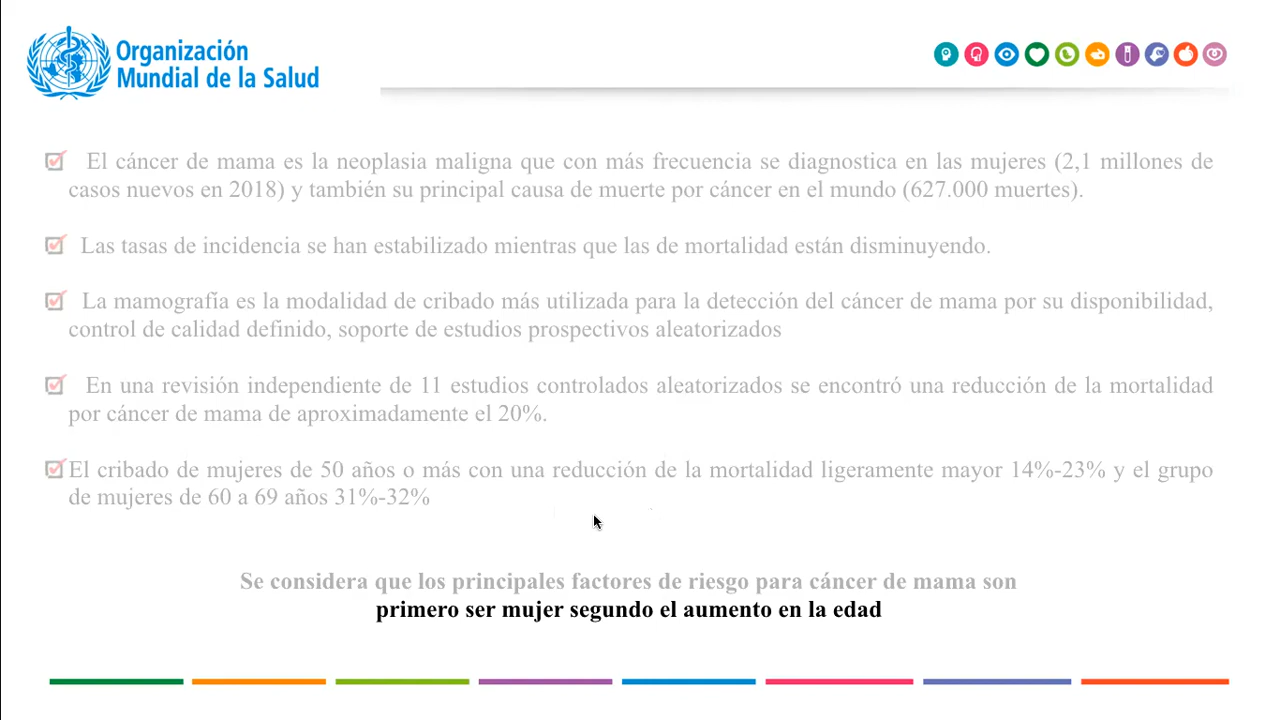 Organización
Mundial de la Salud
El cáncer de mama es la neoplasia maligna que con más frecuencia se diagnostica en las mujeres (2,1 millones de
casos nuevos en 2018) y también su principal causa de muerte por cáncer en el mundo (627.000 muertes).
Las tasas de incidencia se han estabilizado mientras que las de mortalidad están disminuyendo.
La mamografía es la modalidad de cribado más utilizada para la detección del cáncer de mama por su disponibilidad,
control de calidad definido, soporte de estudios prospectivos aleatorizados
En una revisión independiente de 11 estudios controlados aleatorizados se encontró una reducción de la mortalidad
por cáncer de mama de aproximadamente el 20%.
El cribado de mujeres de 50 años o más con una reducción de la mortalidad ligeramente mayor 14%-23% y el grupo
de mujeres de 60 a 69 años 31%-32%
Se considera que los principales factores de riesgo para cáncer de mama son
primero ser mujer segundo el aumento en la edad